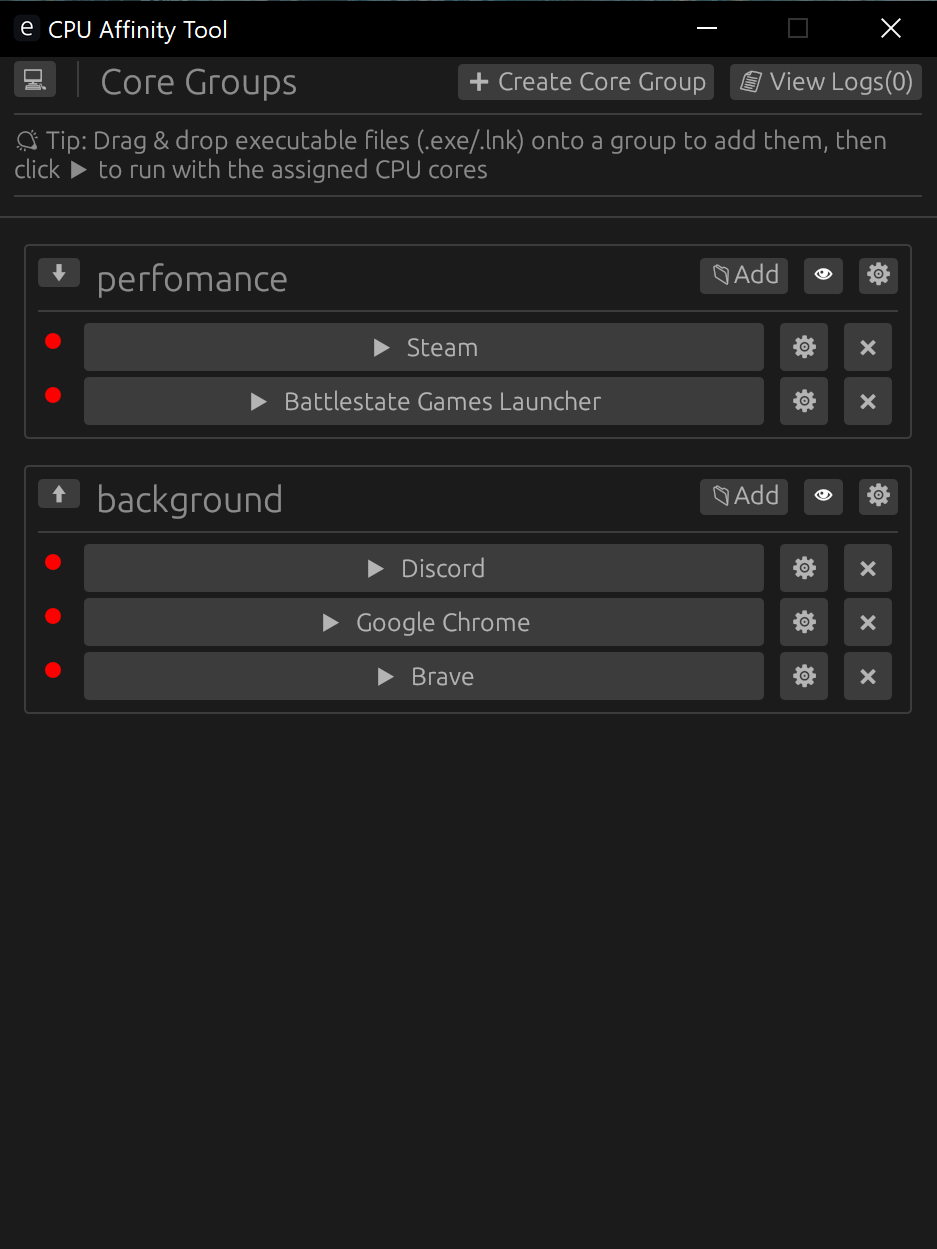 e CPU Affinity Tool
Core Groups
Create Core Group
View Logs(0)
Tip: Drag & drop executable files (.exe/.lnk) onto a group to add them, then
click ▶ to run with the assigned CPU cores
perfomance
Add
Steam
Battlestate Games Launcher
background
Add
Discord
Google Chrome
Brave